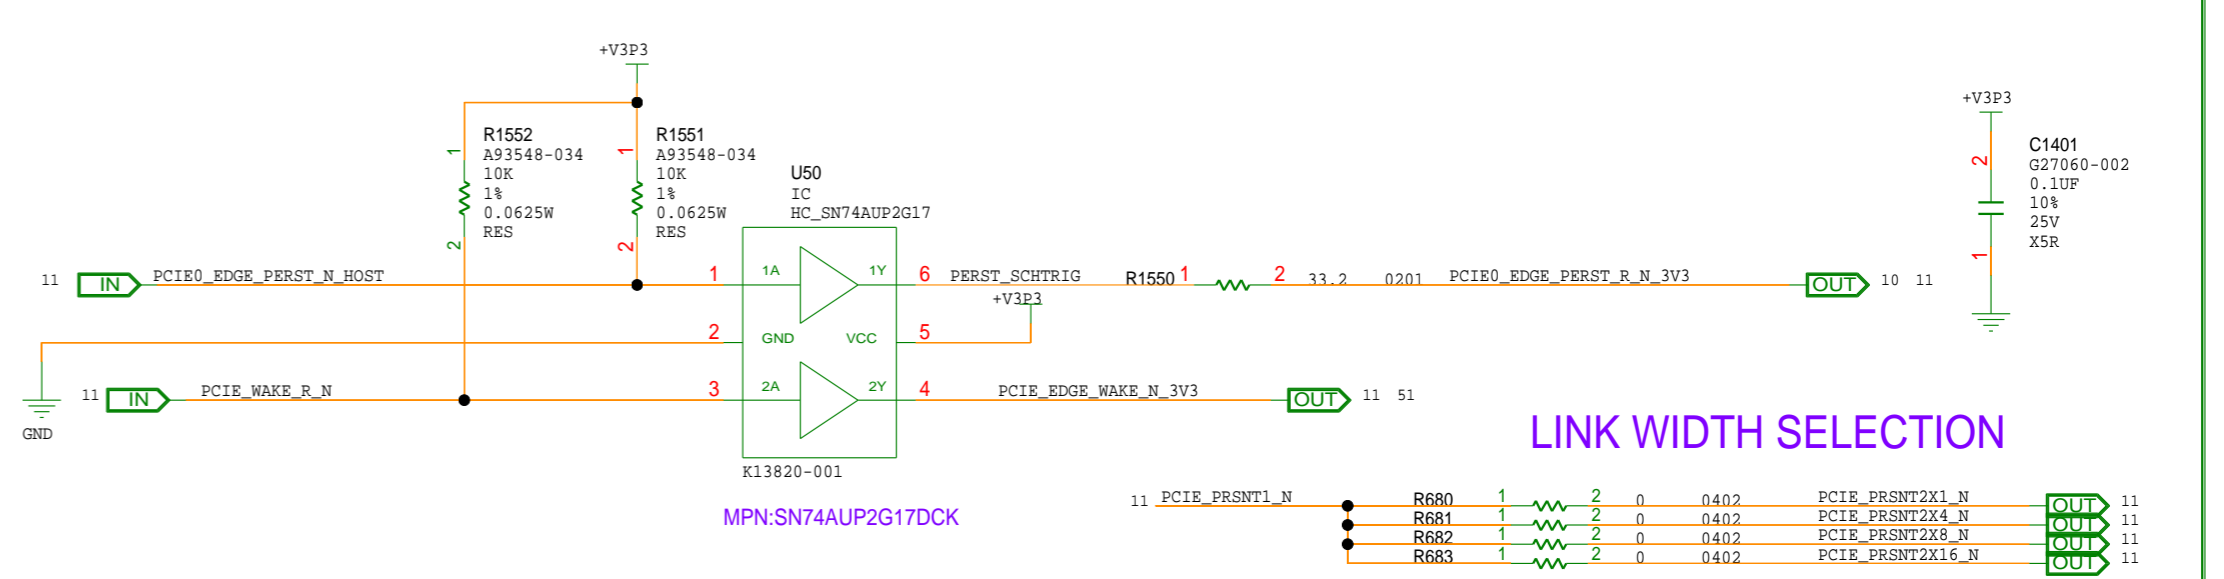 +V3P3
+V3P3
R1552
A93548-034
10K
1%
0.0625W
RES
1
2
R1551
A93548-034
10K
1%
0.0625W
RES
1
2
U50
IC
HC_SN74AUP2G17
C1401
G27060-002
0.1UF
10%
25V
X5R
2
1
11 IN PCIE0_EDGE_PERST_N_HOST 1 1A 1Y 6 PERST_SCHTRIG R1550 1 2 33.2 0201 PCIE0_EDGE_PERST_R_N_3V3 OUT 10 11
+V3P3
2 GND VCC 5
11 IN PCIE_WAKE_R_N 3 2A 2Y 4 PCIE_EDGE_WAKE_N_3V3 OUT 11 51
GND
K13820-001
MPN:SN74AUP2G17DCK
LINK WIDTH SELECTION
11 PCIE_PRSNT1_N R680 1 2 0 0402 PCIE_PRSNT2X1_N OUT 11
R681 1 2 0 0402 PCIE_PRSNT2X4_N OUT 11
R682 1 2 0 0402 PCIE_PRSNT2X8_N OUT 11
R683 1 2 0 0402 PCIE_PRSNT2X16_N OUT 11